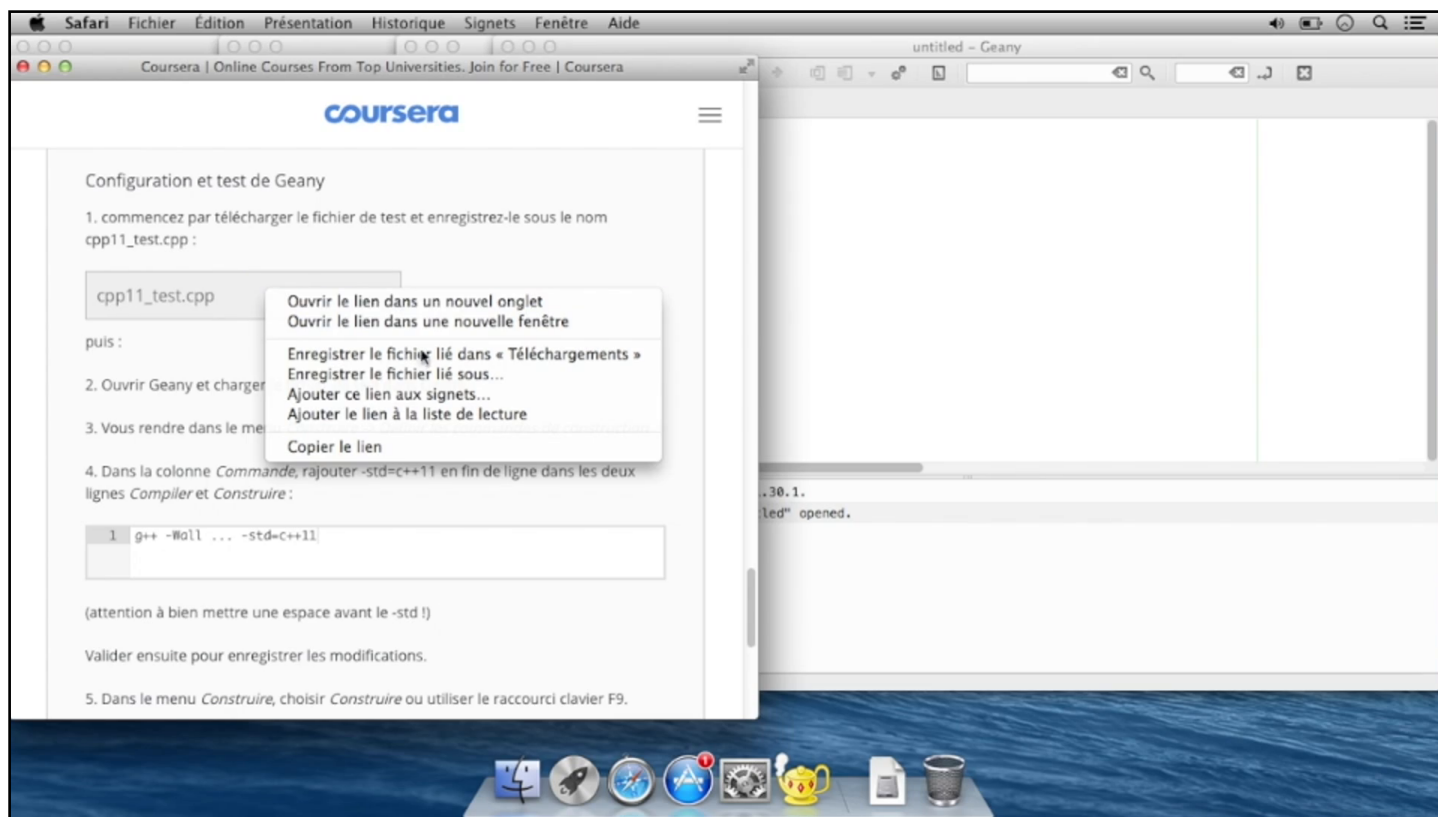 Safari Fichier Édition Présentation Historique Signets Fenêtre Aide
untitled – Geany
Coursera | Online Courses From Top Universities. Join for Free | Coursera
coursera
Configuration et test de Geany
1. commencez par télécharger le fichier de test et enregistrez-le sous le nom
cpp11_test.cpp :
cpp11_test.cpp
Ouvrir le lien dans un nouvel onglet
Ouvrir le lien dans une nouvelle fenêtre
Enregistrer le fichier lié dans « Téléchargements »
Enregistrer le fichier lié sous...
Ajouter ce lien aux signets...
Ajouter le lien à la liste de lecture
Copier le lien
puis :
2. Ouvrir Geany et charger
3. Vous rendre dans le me
4. Dans la colonne Commande, rajouter -std=c++11 en fin de ligne dans les deux
lignes Compiler et Construire :
1 g++ -Wall ... -std=c++11
(attention à bien mettre une espace avant le -std !)
Valider ensuite pour enregistrer les modifications.
5. Dans le menu Construire, choisir Construire ou utiliser le raccourci clavier F9.
.30.1.
led" opened.
1